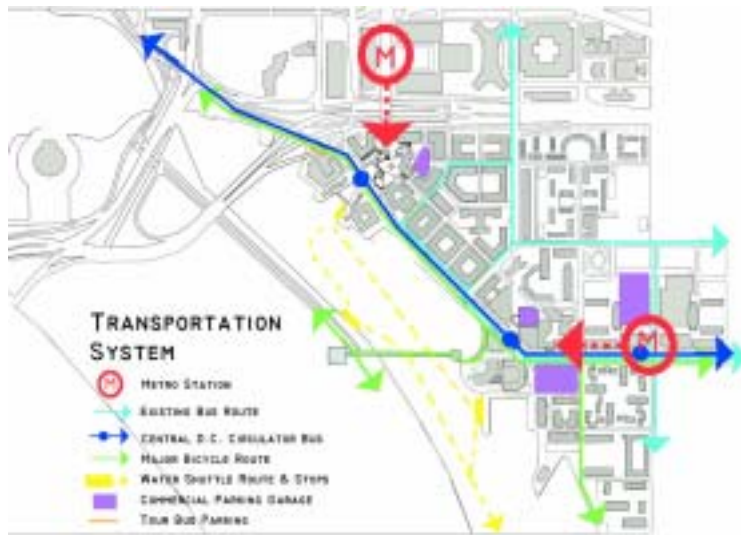 M
M
TRANSPORTATION
SYSTEM
M METRO STATION
EXISTING BUS ROUTE
CENTRAL D.C. CIRCULATOR BUS
MAJOR BICYCLE ROUTE
WATER SHUTTLE ROUTE & STOPS
COMMERCIAL PARKING GARAGE
TOUR BUS PARKING